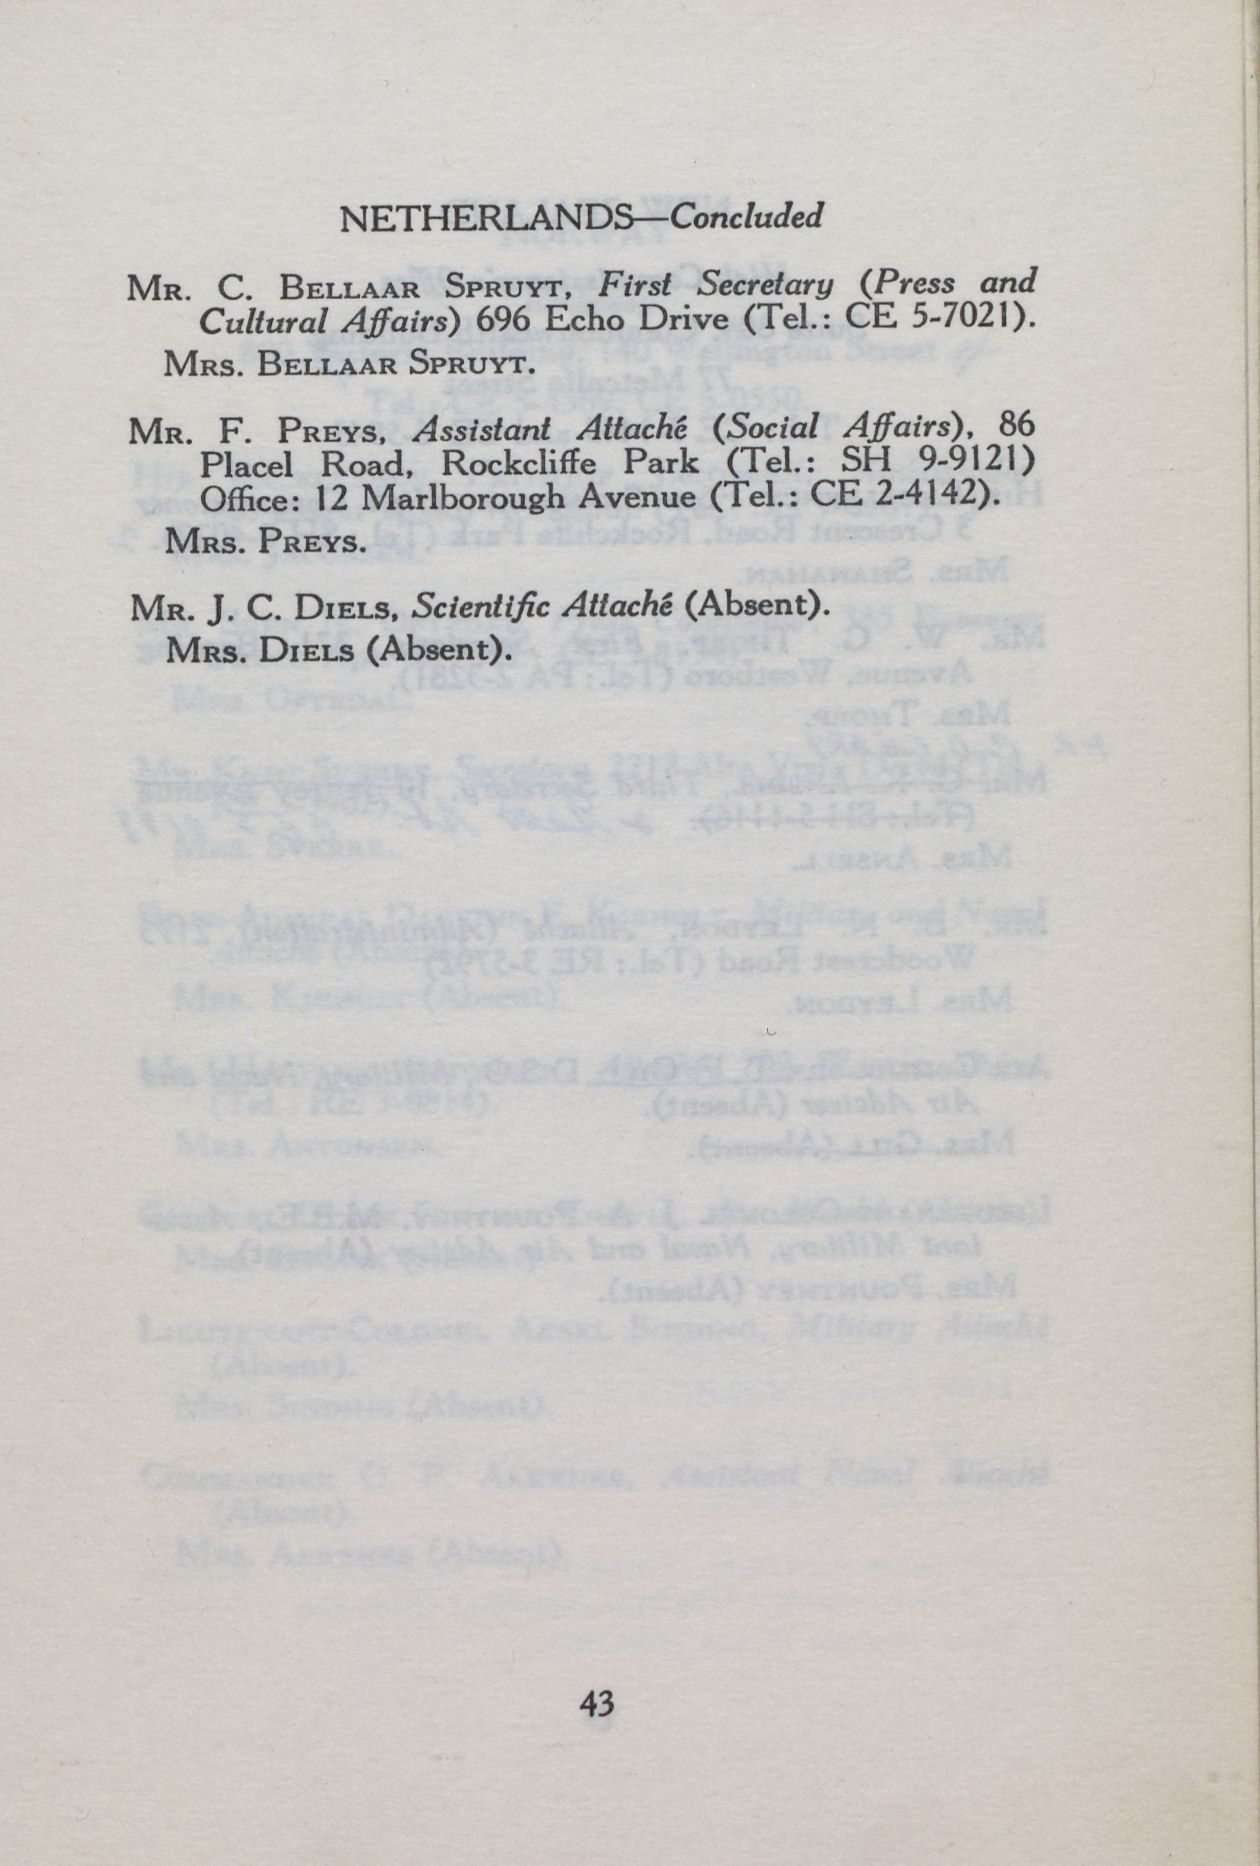 NETHERLANDS—Concluded
MR. C. BELLAAR SPRUYT, First Secretary (Press and
Cultural Affairs) 696 Echo Drive (Tel.: CE 5-7021).
MRS. BELLAAR SPRUYT.
MR. F. PREYS, Assistant Attaché (Social Affairs), 86
Placel Road, Rockcliffe Park (Tel.: SH 9-9121)
Office: 12 Marlborough Avenue (Tel.: CE 2-4142).
MRS. PREYS.
MR. J. C. DIELS, Scientific Attaché (Absent).
MRS. DIELS (Absent).
43